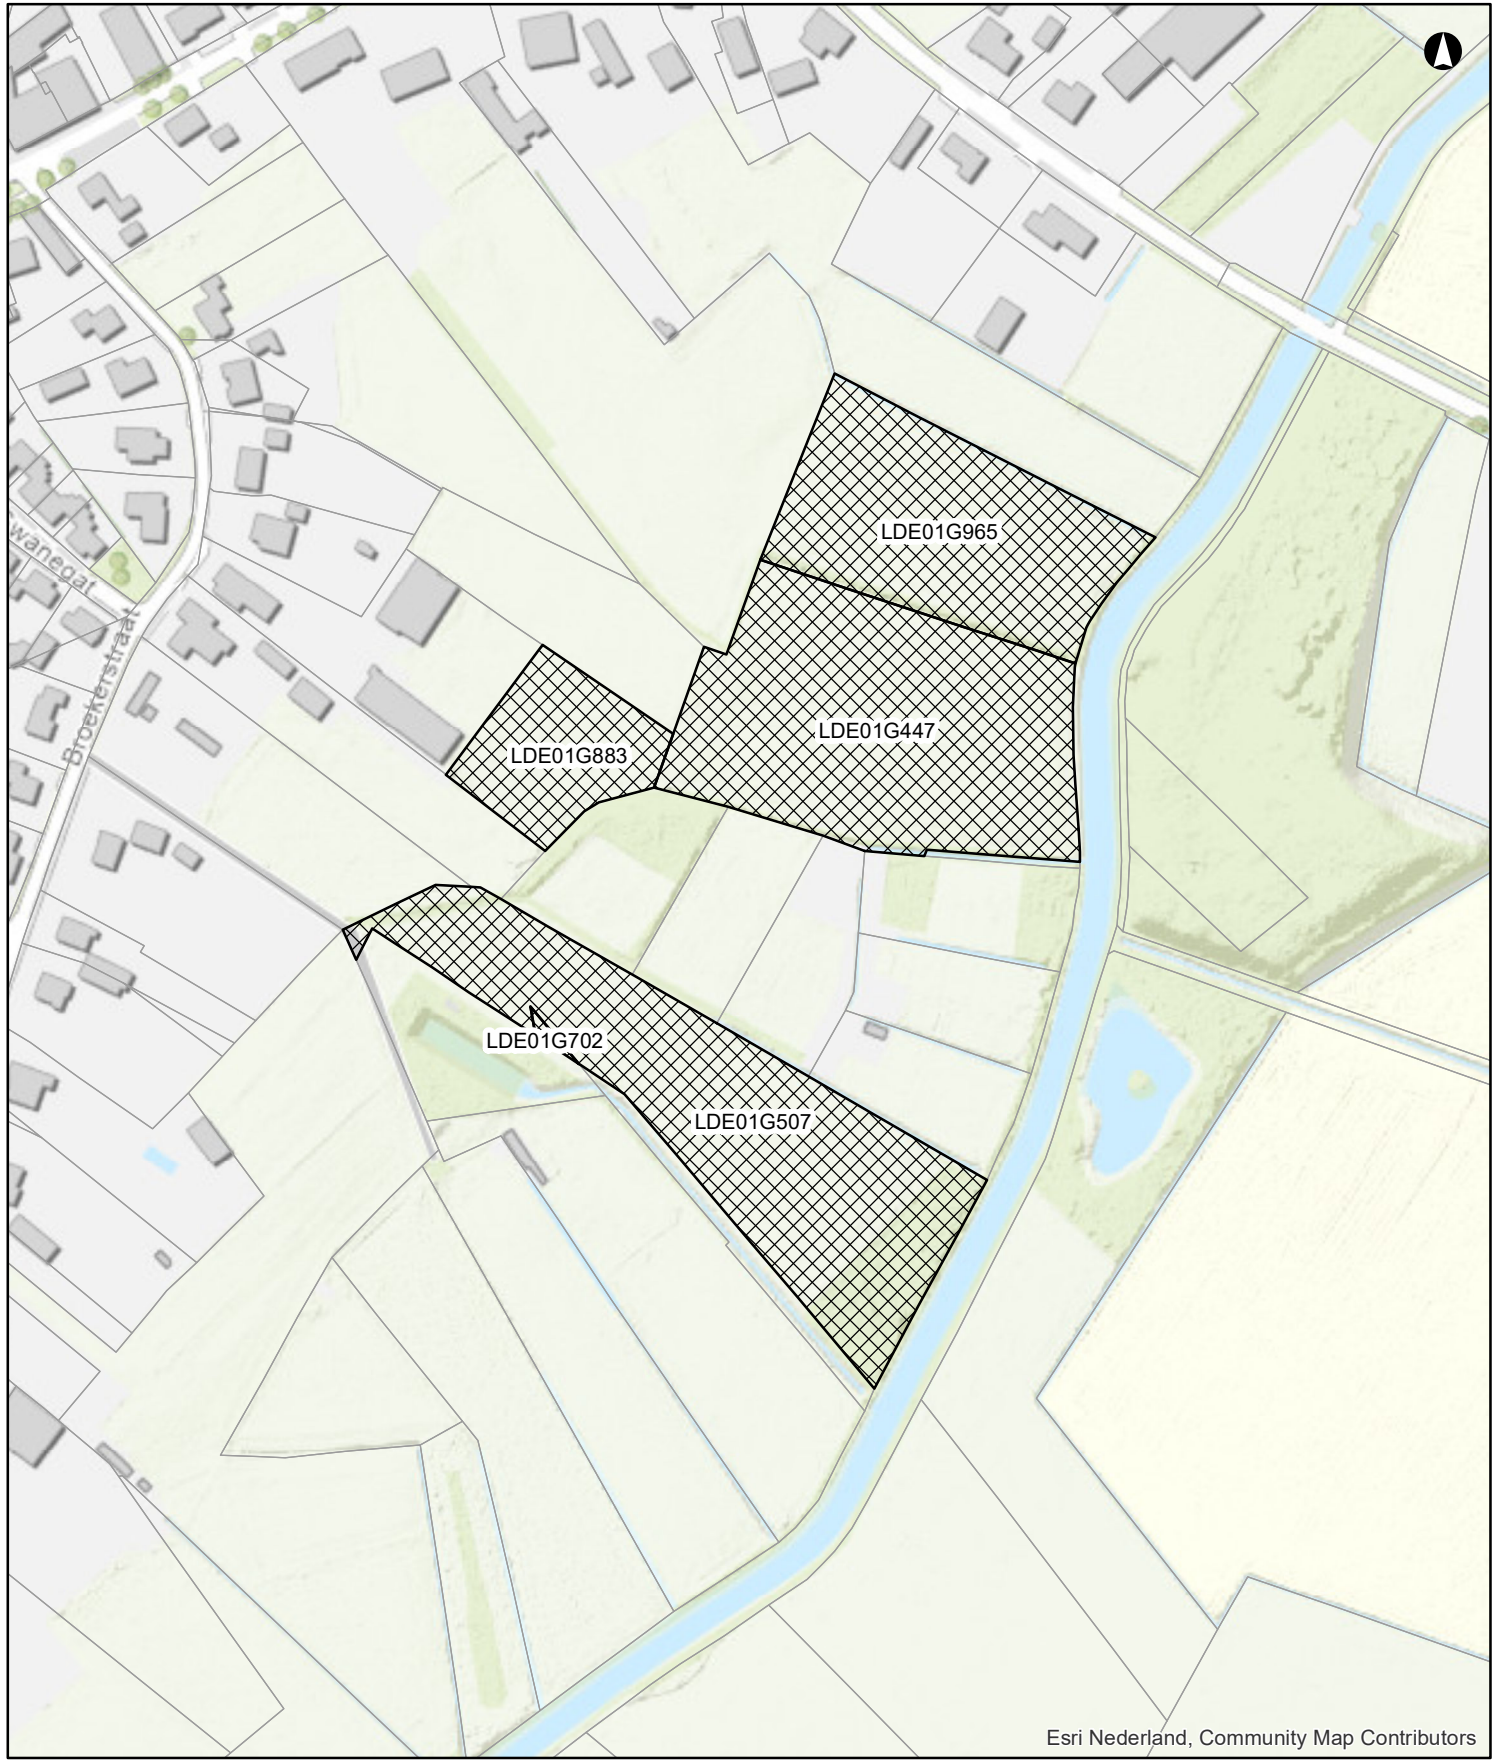 LDE01G965
wanegat
Broekerstraat
LDE01G447
LDE01G883
LDE01G702
LDE01G507
Esri Nederland, Community Map Contributors